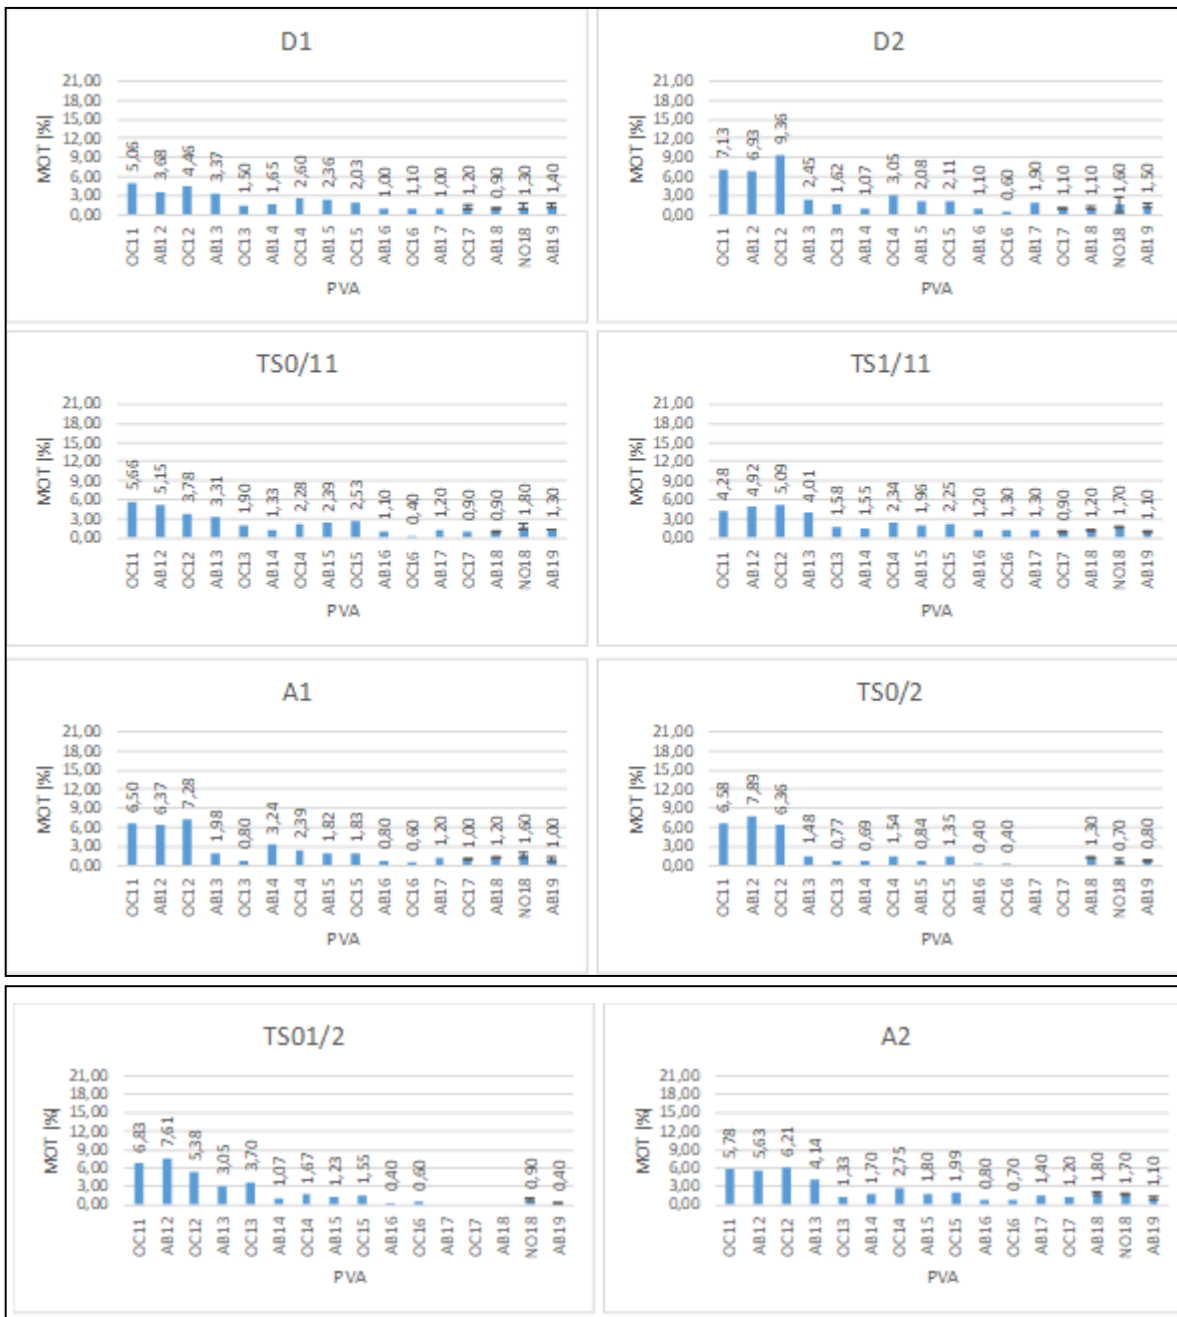 D1
MOT |%|
21,00
18,00
15,00
12,00
9,00
6,00
3,00
0,00
5,06
3,68
4,46
3,37
1,50
1,65
2,60
2,36
2,03
1,00
1,10
1,00
1,20
0,90
1,30
1,40
OC11
AB12
OC12
AB13
OC13
AB14
OC14
AB15
OC15
AB16
OC16
AB17
OC17
AB18
NO18
AB19
PVA
D2
MOT |%|
21,00
18,00
15,00
12,00
9,00
6,00
3,00
0,00
7,13
6,93
9,36
2,45
1,62
1,07
3,05
2,08
2,11
1,10
0,60
1,90
1,10
1,10
1,60
1,50
OC11
AB12
OC12
AB13
OC13
AB14
OC14
AB15
OC15
AB16
OC16
AB17
OC17
AB18
NO18
AB19
PVA
TS0/11
MOT |%|
21,00
18,00
15,00
12,00
9,00
6,00
3,00
0,00
5,66
5,15
3,78
3,31
1,90
1,33
2,28
2,39
2,53
1,10
0,40
1,20
0,90
0,90
1,80
1,30
OC11
AB12
OC12
AB13
OC13
AB14
OC14
AB15
OC15
AB16
OC16
AB17
OC17
AB18
NO18
AB19
PVA
TS1/11
MOT |%|
21,00
18,00
15,00
12,00
9,00
6,00
3,00
0,00
4,28
4,92
5,09
4,01
1,58
1,55
2,34
1,96
2,25
1,20
1,30
1,30
0,90
1,20
1,70
1,10
OC11
AB12
OC12
AB13
OC13
AB14
OC14
AB15
OC15
AB16
OC16
AB17
OC17
AB18
NO18
AB19
PVA
A1
MOT |%|
21,00
18,00
15,00
12,00
9,00
6,00
3,00
0,00
6,50
6,37
7,28
1,98
0,80
3,24
2,39
1,82
1,83
0,80
0,60
1,20
1,00
1,20
1,60
1,00
OC11
AB12
OC12
AB13
OC13
AB14
OC14
AB15
OC15
AB16
OC16
AB17
OC17
AB18
NO18
AB19
PVA
TS0/2
MOT |%|
21,00
18,00
15,00
12,00
9,00
6,00
3,00
0,00
6,58
7,89
6,36
1,48
0,77
0,69
1,54
0,84
1,35
0,40
0,40
1,30
0,70
0,80
OC11
AB12
OC12
AB13
OC13
AB14
OC14
AB15
OC15
AB16
OC16
AB17
OC17
AB18
NO18
AB19
PVA
TS01/2
MOT |%|
21,00
18,00
15,00
12,00
9,00
6,00
3,00
0,00
6,83
7,61
5,38
3,05
3,70
1,07
1,67
1,23
1,55
0,40
0,60
0,90
0,40
OC11
AB12
OC12
AB13
OC13
AB14
OC14
AB15
OC15
AB16
OC16
AB17
OC17
AB18
NO18
AB19
PVA
A2
MOT |%|
21,00
18,00
15,00
12,00
9,00
6,00
3,00
0,00
5,78
5,63
6,21
4,14
1,33
1,70
2,75
1,80
1,99
0,80
0,70
1,40
1,20
1,80
1,70
1,10
OC11
AB12
OC12
AB13
OC13
AB14
OC14
AB15
OC15
AB16
OC16
AB17
OC17
AB18
NO18
AB19
PVA